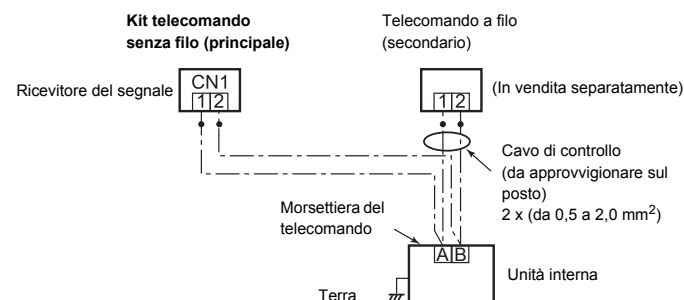 Kit telecomando
senza filo (principale)
Telecomando a filo
(secondario)
Ricevitore del segnale
CN1
1 2
1 2
(In vendita separatamente)
Cavo di controllo
(da approvvigionare sul
posto)
2 x (da 0,5 a 2,0 mm²)
Morsettiera del
telecomando
A B
Unità interna
Terra